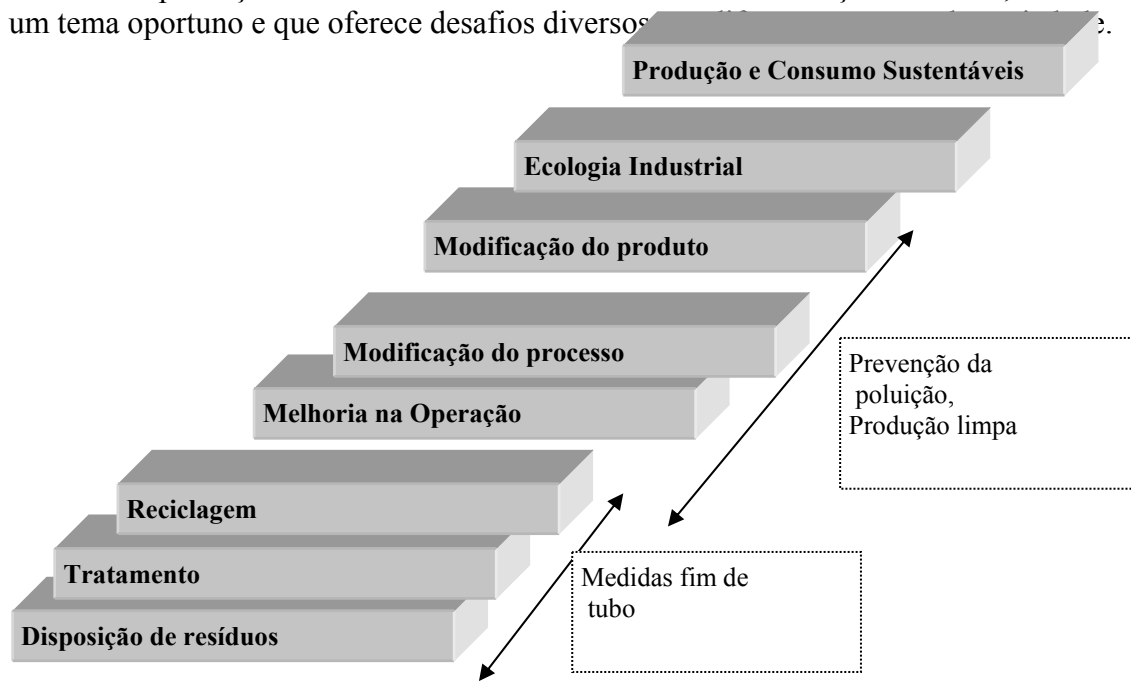 um tema oportuno e que oferece desafios diversos
Produção e Consumo Sustentáveis
Ecologia Industrial
Modificação do produto
Modificação do processo
Melhoria na Operação
Prevenção da
poluição,
Produção limpa
Reciclagem
Tratamento
Medidas fim de
tubo
Disposição de resíduos